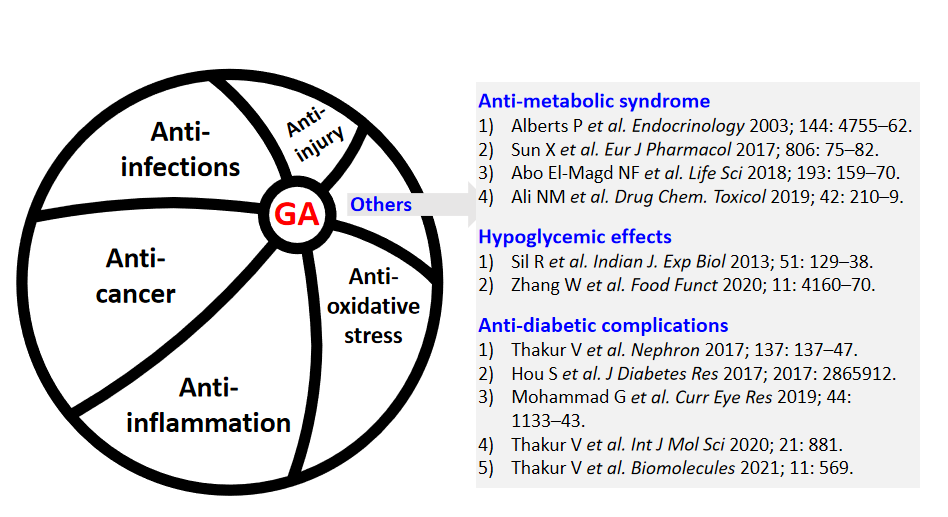 Anti-
infections
Anti-
injury
GA
Others
Anti-
cancer
Anti-
oxidative
stress
Anti-
inflammation
Anti-metabolic syndrome
1) Alberts P et al. Endocrinology 2003; 144: 4755–62.
2) Sun X et al. Eur J Pharmacol 2017; 806: 75–82.
3) Abo El-Magd NF et al. Life Sci 2018; 193: 159–70.
4) Ali NM et al. Drug Chem. Toxicol 2019; 42: 210–9.
Hypoglycemic effects
1) Sil R et al. Indian J. Exp Biol 2013; 51: 129–38.
2) Zhang W et al. Food Funct 2020; 11: 4160–70.
Anti-diabetic complications
1) Thakur V et al. Nephron 2017; 137: 137–47.
2) Hou S et al. J Diabetes Res 2017; 2017: 2865912.
3) Mohammad G et al. Curr Eye Res 2019; 44:
1133–43.
4) Thakur V et al. Int J Mol Sci 2020; 21: 881.
5) Thakur V et al. Biomolecules 2021; 11: 569.